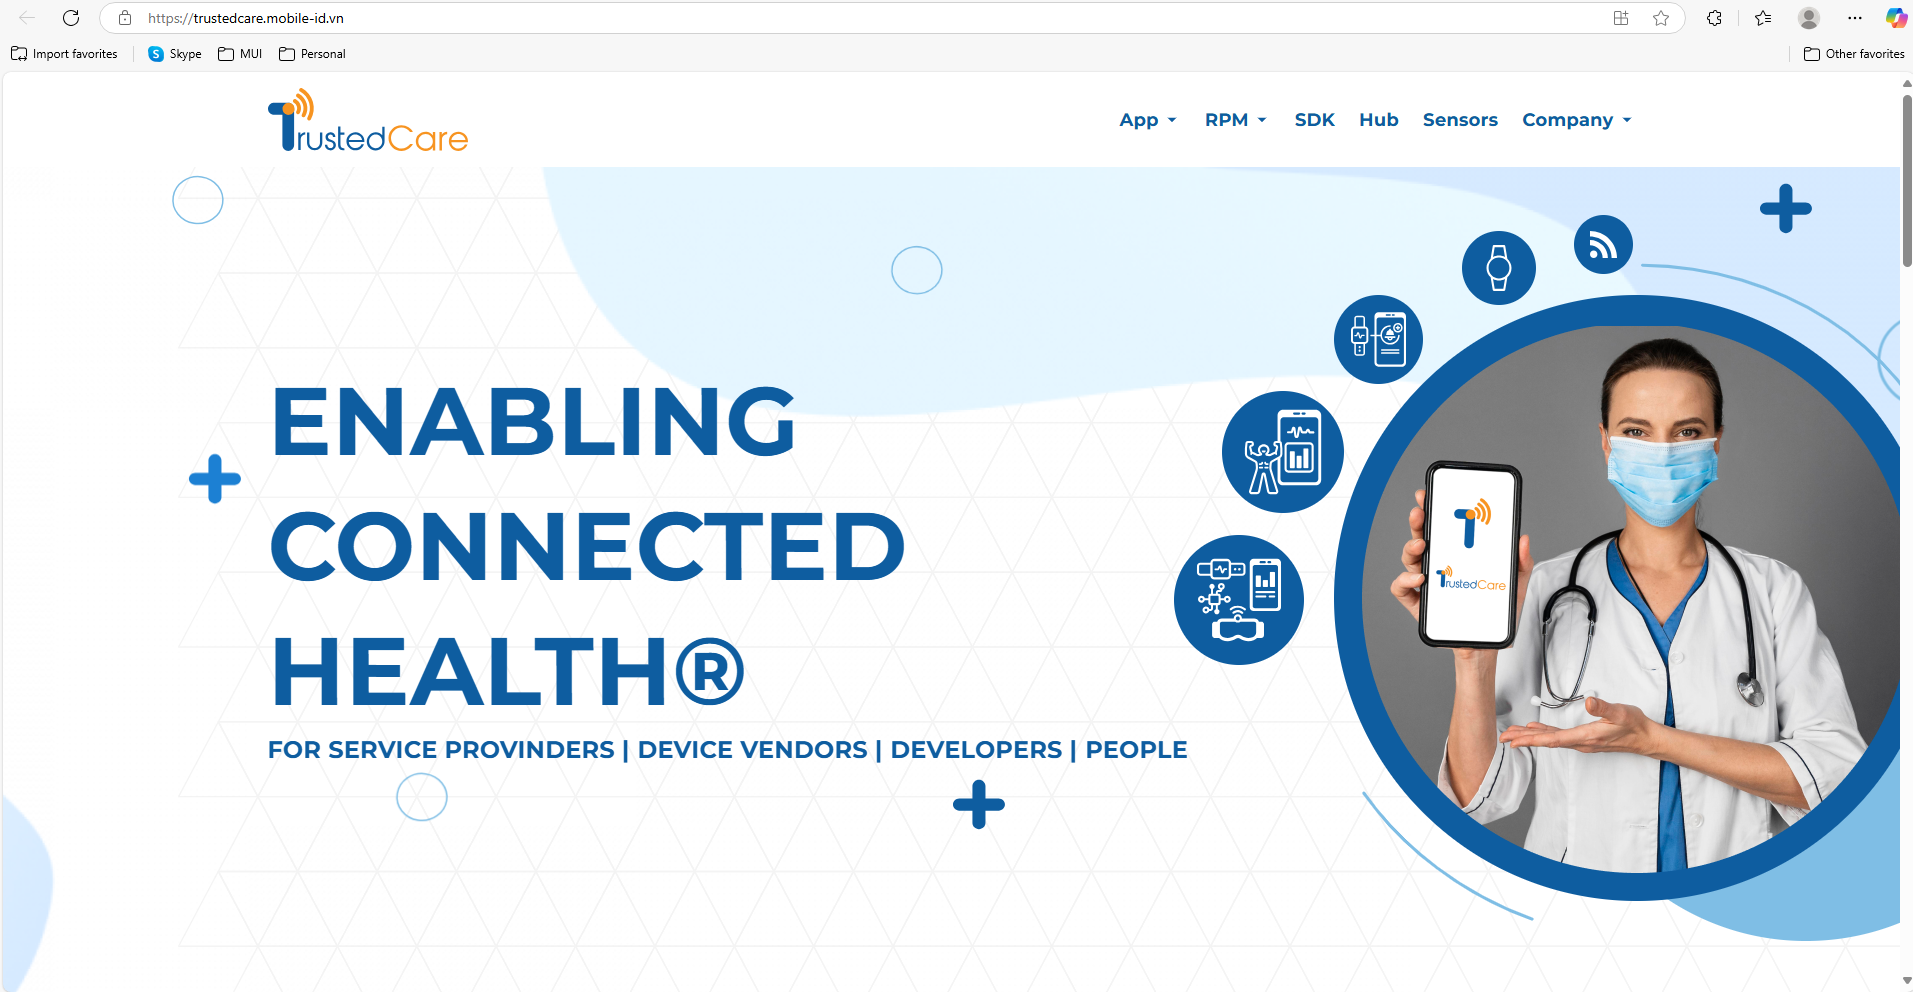 https://trustedcare.mobile-id.vn
Import favorites
S Skype
MUI
Personal
Other favorites
TrustedCare
App
RPM
SDK
Hub
Sensors
Company
ENABLING
CONNECTED
HEALTH®
FOR SERVICE PROVINDERS | DEVICE VENDORS | DEVELOPERS | PEOPLE
TrustedCare